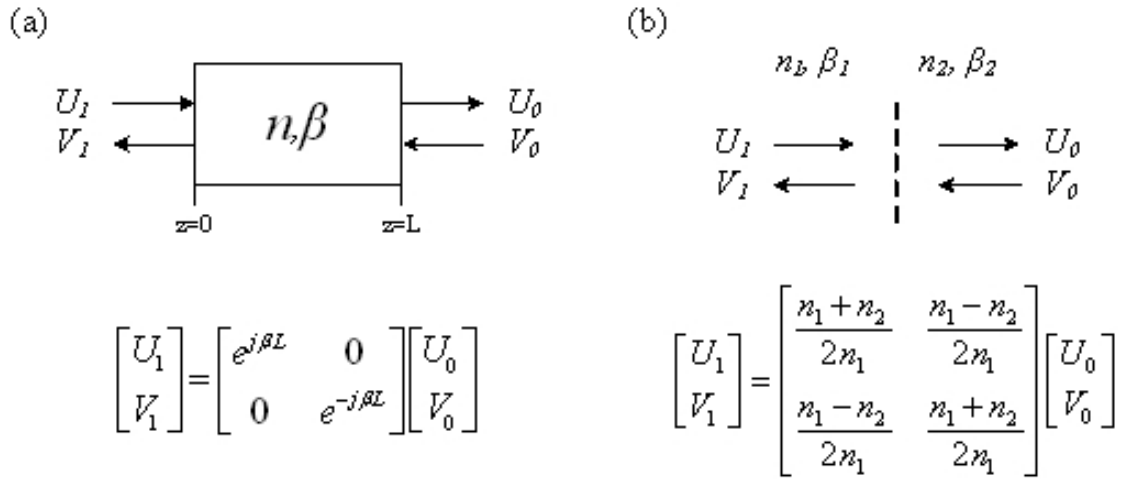 (a)
(b)
n₁, β₁ n₂, β₂
U₁ n,β U₀
V₁ V₀
U₁ U₀
V₁ V₀
z=0 z=L
[U₁ V₁] = [e^{jβL} 0; 0 e^{-jβL}] [U₀ V₀]
[U₁ V₁] = [(n₁ + n₂)/2n₁ (n₁ − n₂)/2n₁; (n₁ − n₂)/2n₁ (n₁ + n₂)/2n₁] [U₀ V₀]